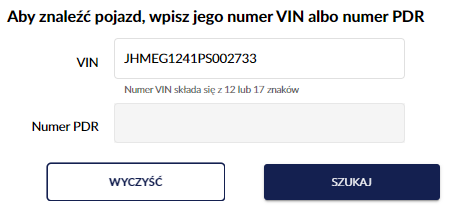 Aby znaleźć pojazd, wpisz jego numer VIN albo numer PDR
VIN
JHMEG1241PS002733
Numer VIN składa się z 12 lub 17 znaków
Numer PDR
WYCZYŚĆ
SZUKAJ